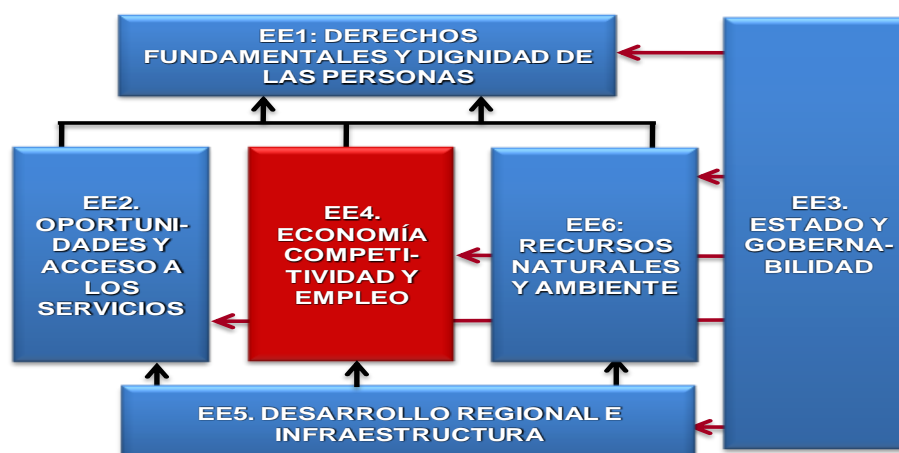 EE1: DERECHOS
FUNDAMENTALES Y DIGNIDAD DE
LAS PERSONAS
EE2.
OPORTUNI-
DADES Y
ACCESO A
LOS
SERVICIOS
EE4.
ECONOMÍA
COMPETI-
TIVIDAD Y
EMPLEO
EE6:
RECURSOS
NATURALES
Y AMBIENTE
EE3.
ESTADO Y
GOBERNA-
BILIDAD
EE5. DESARROLLO REGIONAL E
INFRAESTRUCTURA